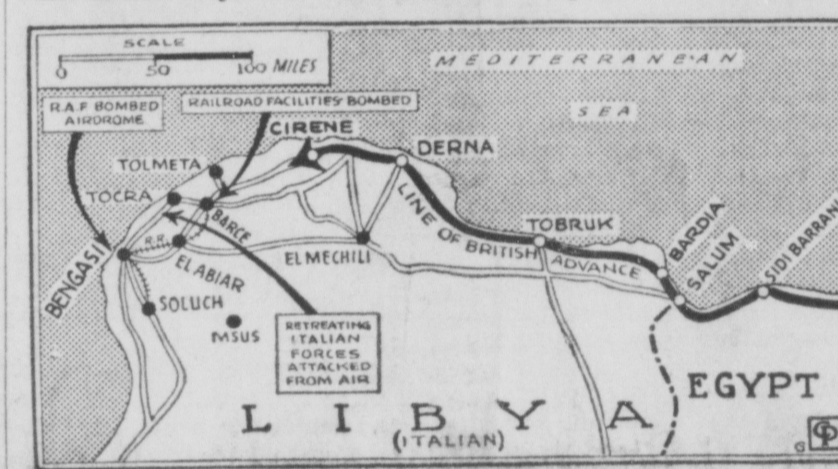 SCALE
0 50 100 MILES
MEDITERRANEAN
SEA
R.A.F BOMBED
AIRDROME
RAILROAD FACILITIES BOMBED
CIRENE
DERNA
TOLMETA
TOCRA
BARCE
LINE OF BRITISH ADVANCE
TOBRUK
BARDIA
SALUM
SIDI BARRAN
BENGASI
R.R.
EL ABIAR
EL MECHILI
SOLUCH
MSUS
RETREATING
ITALIAN
FORCES
ATTACKED
FROM AIR
EGYPT
LIBYA
(ITALIAN)
CP